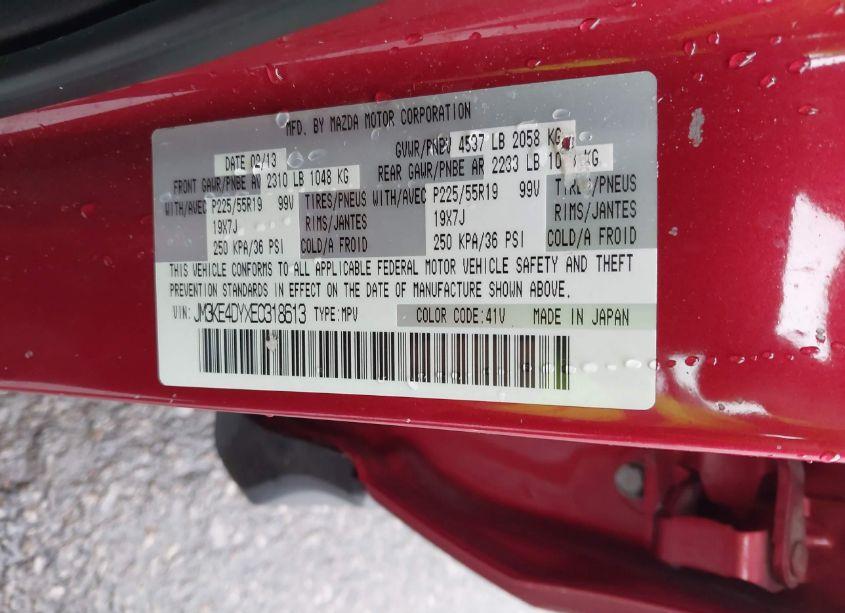 MFD. BY MAZDA MOTOR CORPORATION
DATE 02/13 GVWR/PNBV 4537 LB 2058 KG
FRONT GAWR/PNBE AV 2310 LB 1048 KG REAR GAWR/PNBE AR 2233 LB KG
WITH/AVEC P225/55R19 99V TIRES/PNEUS WITH/AVEC P225/55R19 99V TIRES/PNEUS
19X7J RIMS/JANTES 19X7J RIMS/JANTES
250 KPA/36 PSI COLD/A FROID 250 KPA/36 PSI COLD/A FROID
THIS VEHICLE CONFORMS TO ALL APPLICABLE FEDERAL MOTOR VEHICLE SAFETY AND THEFT
PREVENTION STANDARDS IN EFFECT ON THE DATE OF MANUFACTURE SHOWN ABOVE.
VIN: JM3KE4DYXE0318613 TYPE:MPV COLOR CODE:41V MADE IN JAPAN